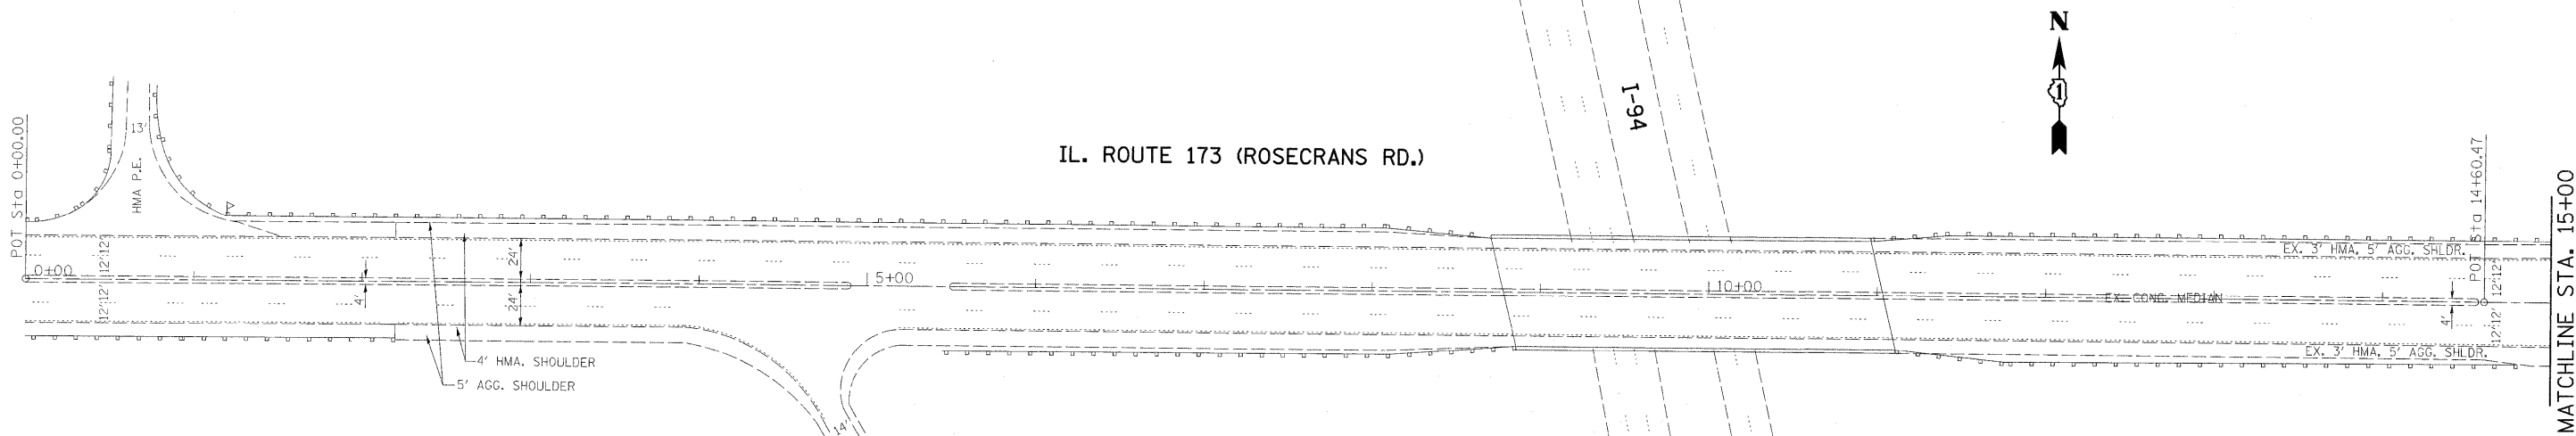 N
1
I-94
IL. ROUTE 173 (ROSECRANS RD.)
POT Sta 0+00.00
13'
HMA P.E.
12'12'
0+00
12'12'
4'
24'
24'
5+00
10+00
4' HMA. SHOULDER
5' AGG. SHOULDER
14'
EX. 3' HMA, 5' AGG. SHLDR.
EX. CONC. MEDIAN
POT Sta 14+60.47
12'12'
4'
12'12'
EX. 3' HMA, 5' AGG. SHLDR.
MATCHLINE STA. 15+00